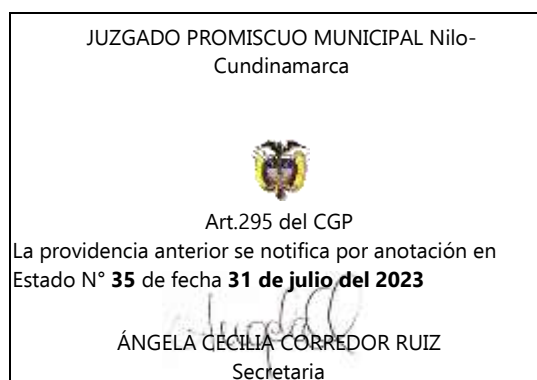 JUZGADO PROMISCUO MUNICIPAL Nilo-
Cundinamarca
Art.295 del CGP
La providencia anterior se notifica por anotación en
Estado N° 35 de fecha 31 de julio del 2023
ÁNGELA CECILIA CORREDOR RUIZ
Secretaria